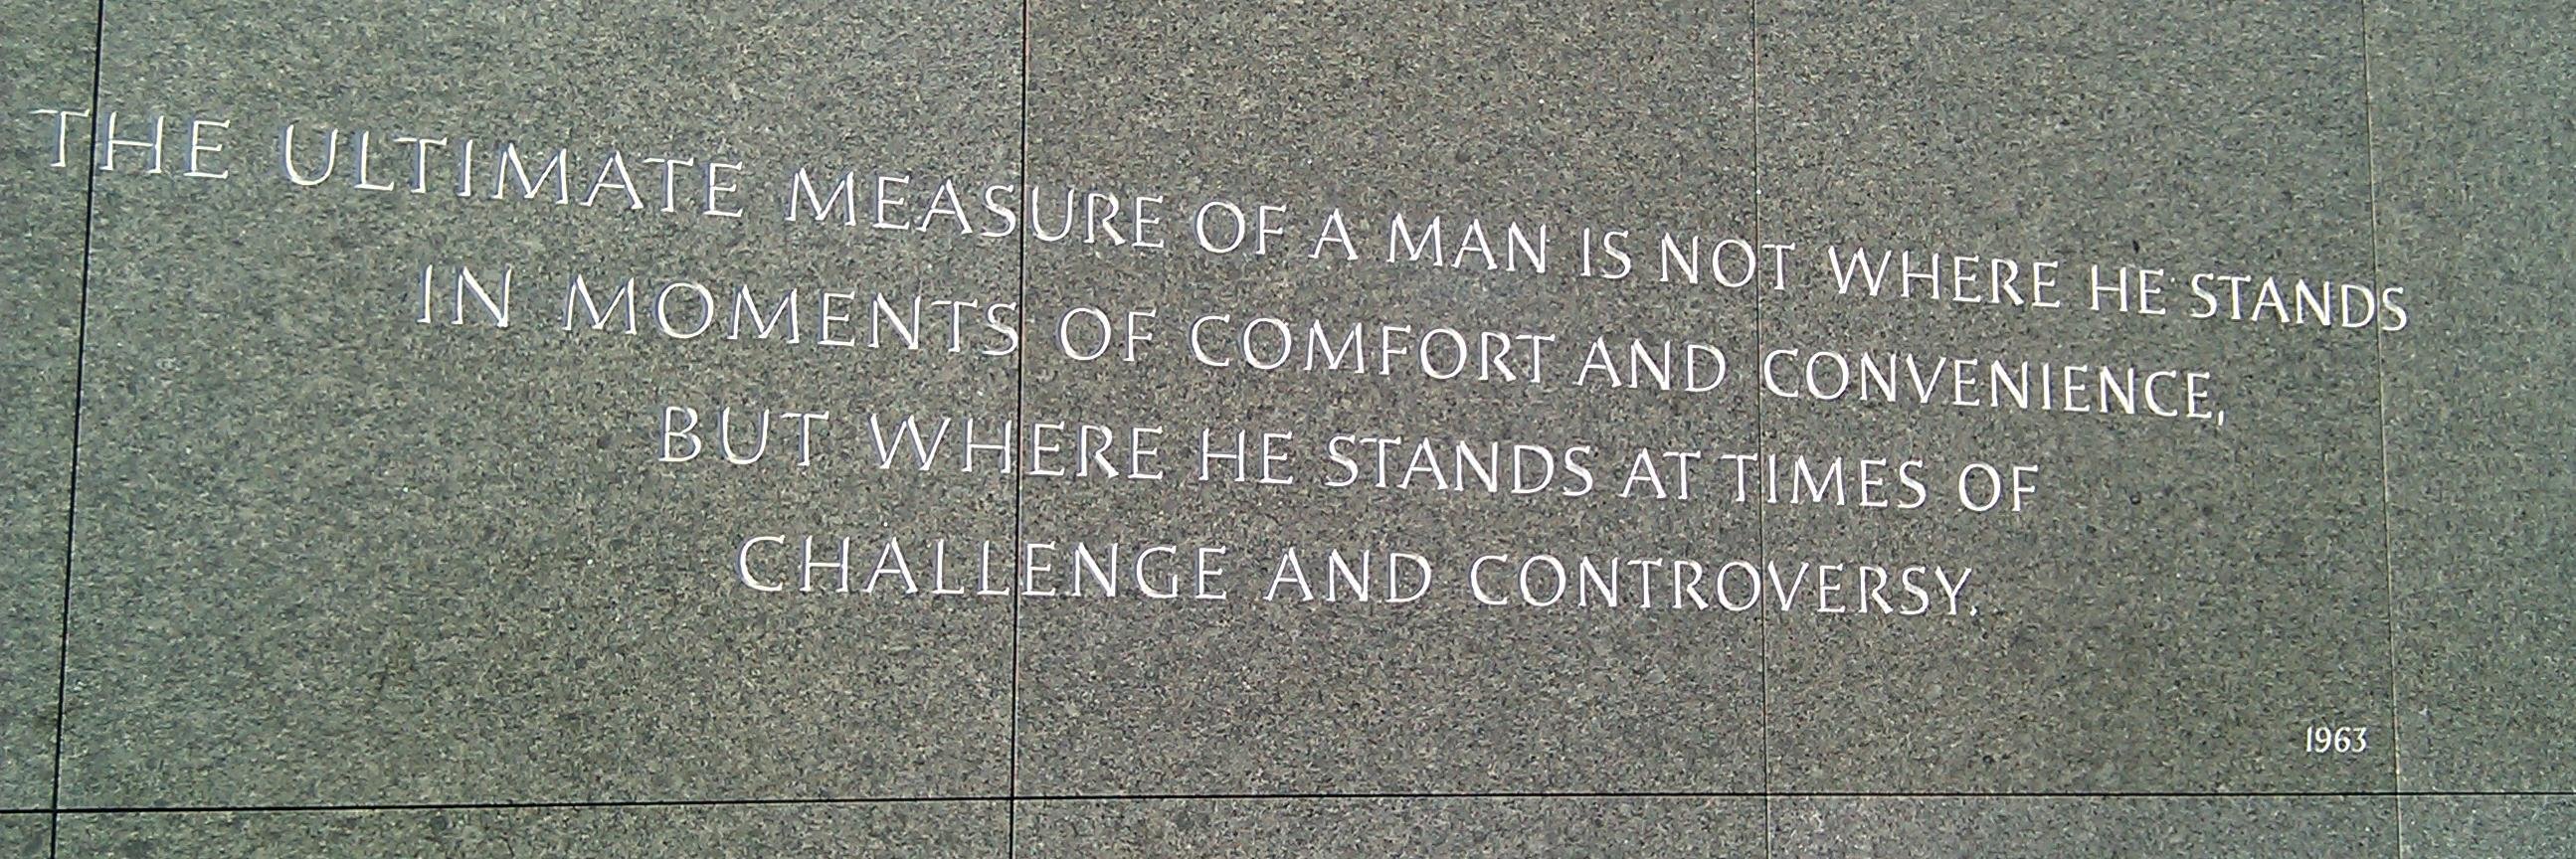 THE ULTIMATE MEASURE OF A MAN IS NOT WHERE HE STANDS
IN MOMENTS OF COMFORT AND CONVENIENCE,
BUT WHERE HE STANDS AT TIMES OF
CHALLENGE AND CONTROVERSY.
1963